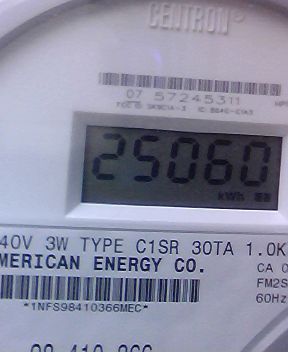 CENTRON®
07 57245311
25060
kWh
40V 3W TYPE C1SR 30TA 1.0K
MERICAN ENERGY CO.
CA 0
FM2S
*1NFS98410366MEC*
60Hz